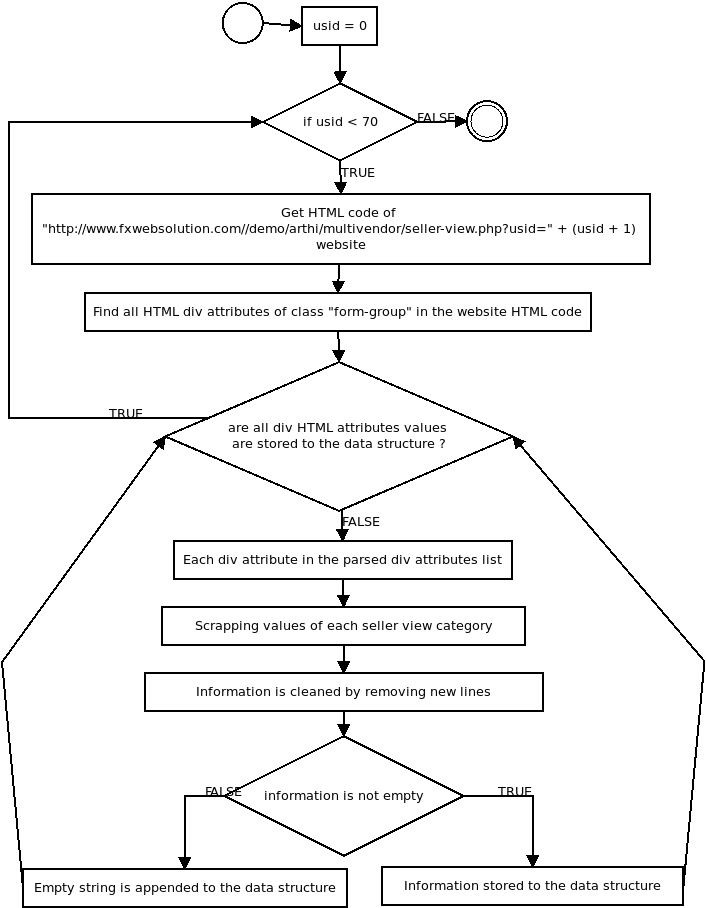 usid = 0
if usid < 70
FALSE
TRUE
Get HTML code of
"http://www.fxwebsolution.com//demo/arthi/multivendor/seller-view.php?usid=" + (usid + 1)
website
Find all HTML div attributes of class "form-group" in the website HTML code
TRUE
are all div HTML attributes values
are stored to the data structure ?
FALSE
Each div attribute in the parsed div attributes list
Scrapping values of each seller view category
Information is cleaned by removing new lines
FALSE
information is not empty
TRUE
Empty string is appended to the data structure
Information stored to the data structure